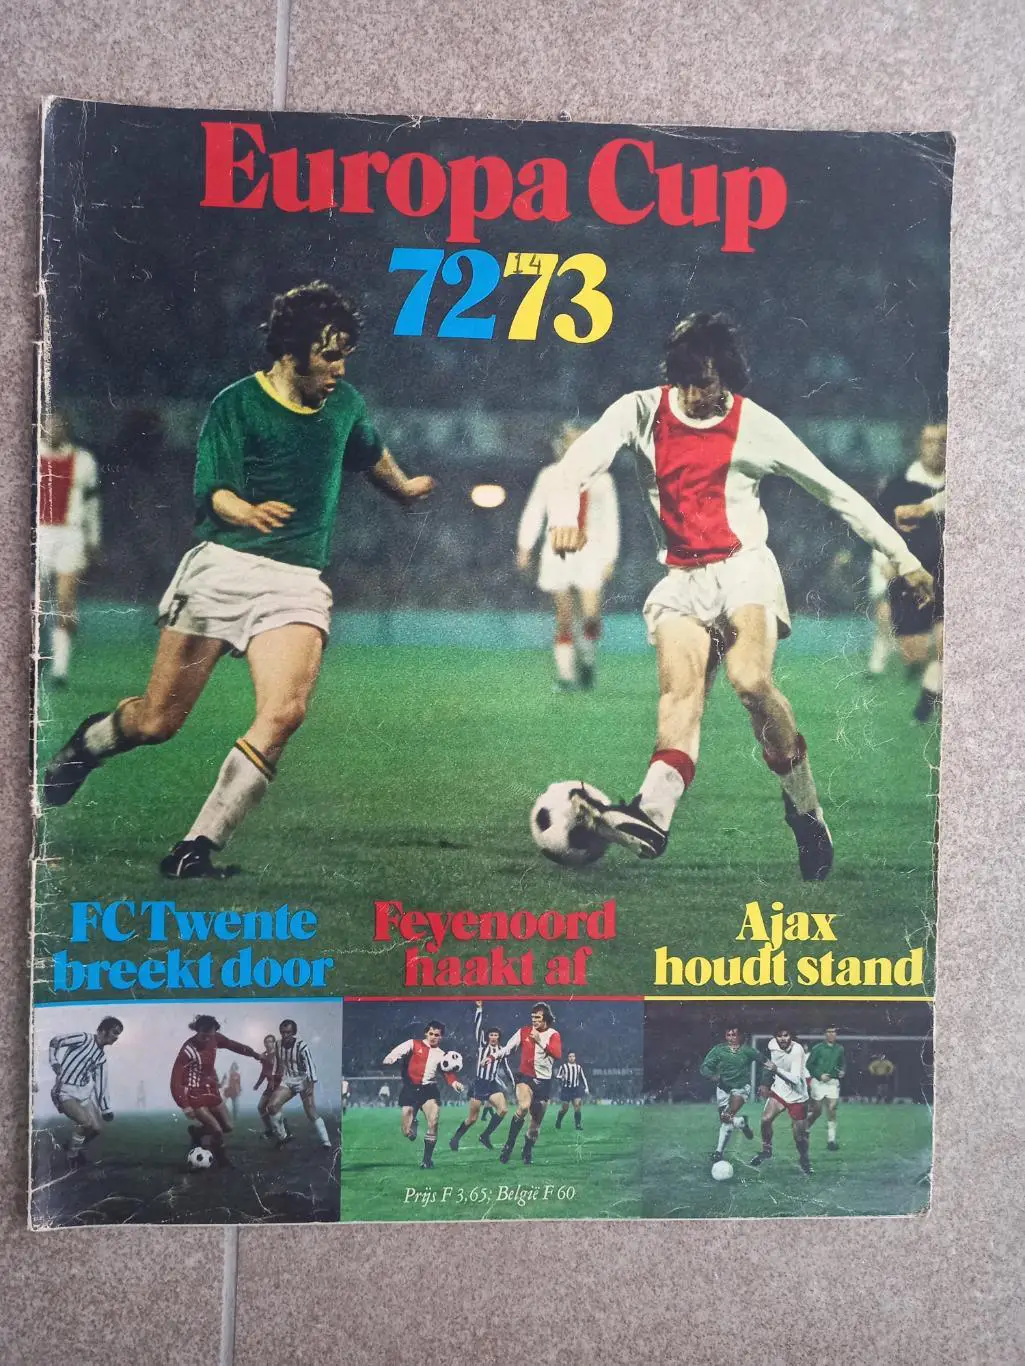 Europa Cup
72'73
14
FC Twente
breekt door
Feyenoord
haakt af
Ajax
houdt stand
Prijs F 3,65; België F 60